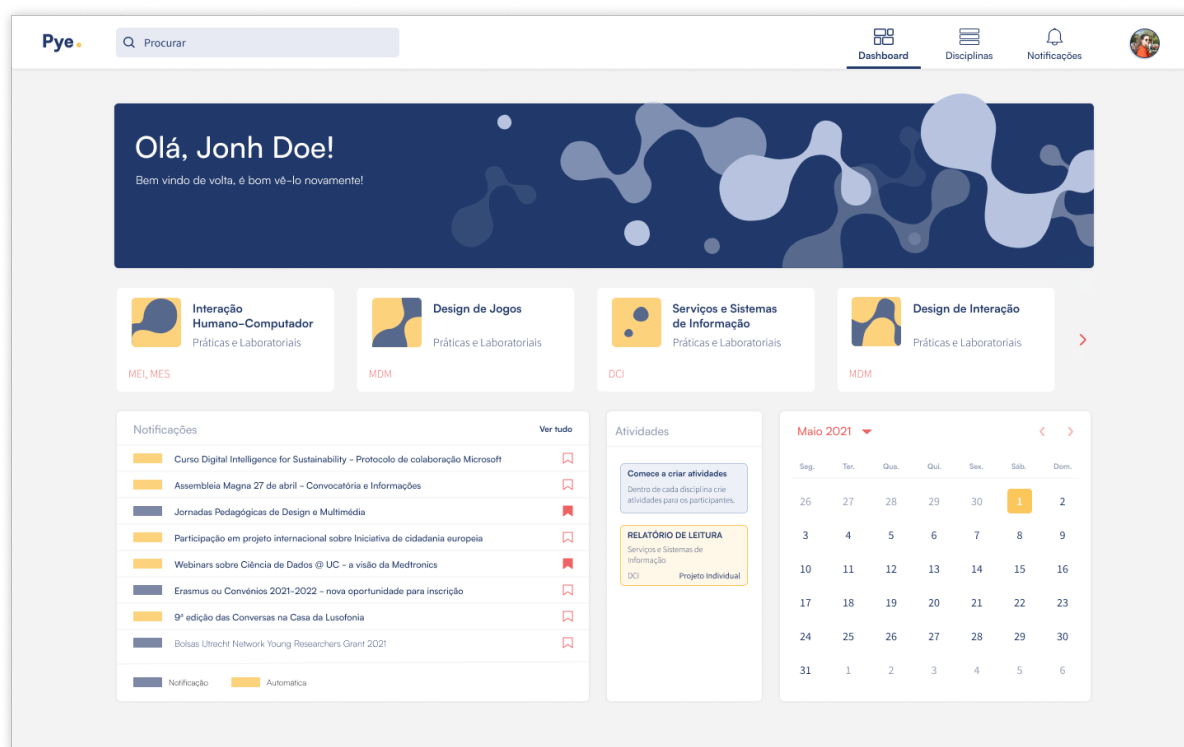 Pye.
Procurar
Dashboard
Disciplinas
Notificações
Olá, Jonh Doe!
Bem vindo de volta, é bom vê-lo novamente!
Interação
Humano-Computador
Práticas e Laboratoriais
MEI, MES
Design de Jogos
Práticas e Laboratoriais
MDM
Serviços e Sistemas
de Informação
Práticas e Laboratoriais
DCI
Design de Interação
Práticas e Laboratoriais
MDM
Notificações
Ver tudo
Curso Digital Intelligence for Sustainability - Protocolo de colaboração Microsoft
Assembleia Magna 27 de abril - Convocatória e Informações
Jornadas Pedagógicas de Design e Multimédia
Participação em projeto internacional sobre Iniciativa de cidadania europeia
Webinars sobre Ciência de Dados @ UC - a visão da Medtronics
Erasmus ou Convénios 2021-2022 - nova oportunidade para inscrição
9ª edição das Conversas na Casa da Lusofonia
Bolsas Utrecht Network Young Researchers Grant 2021
Notificação
Automática
Atividades
Comece a criar atividades
Dentro de cada disciplina crie
atividades para os participantes.
RELATÓRIO DE LEITURA
Serviços e Sistemas de
Informação
DCI
Projeto Individual
Maio 2021
Seg. Ter. Qua. Qui. Sex. Sáb. Dom.
26 27 28 29 30 1 2
3 4 5 6 7 8 9
10 11 12 13 14 15 16
17 18 19 20 21 22 23
24 25 26 27 28 29 30
31 1 2 3 4 5 6